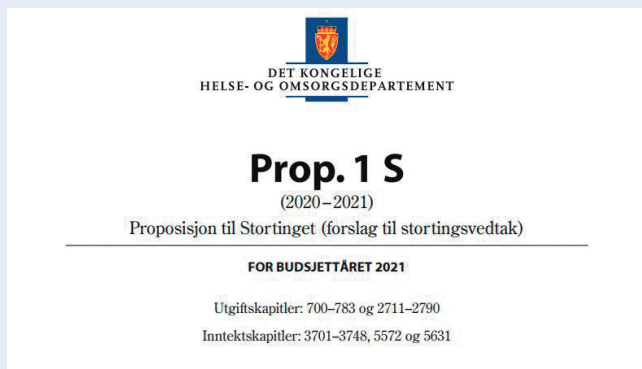 DET KONGELIGE
HELSE- OG OMSORGSDEPARTEMENT
Prop. 1 S
(2020–2021)
Proposisjon til Stortinget (forslag til stortingsvedtak)
FOR BUDSJETTÅRET 2021
Utgiftskapitler: 700–783 og 2711–2790
Inntektskapitler: 3701–3748, 5572 og 5631